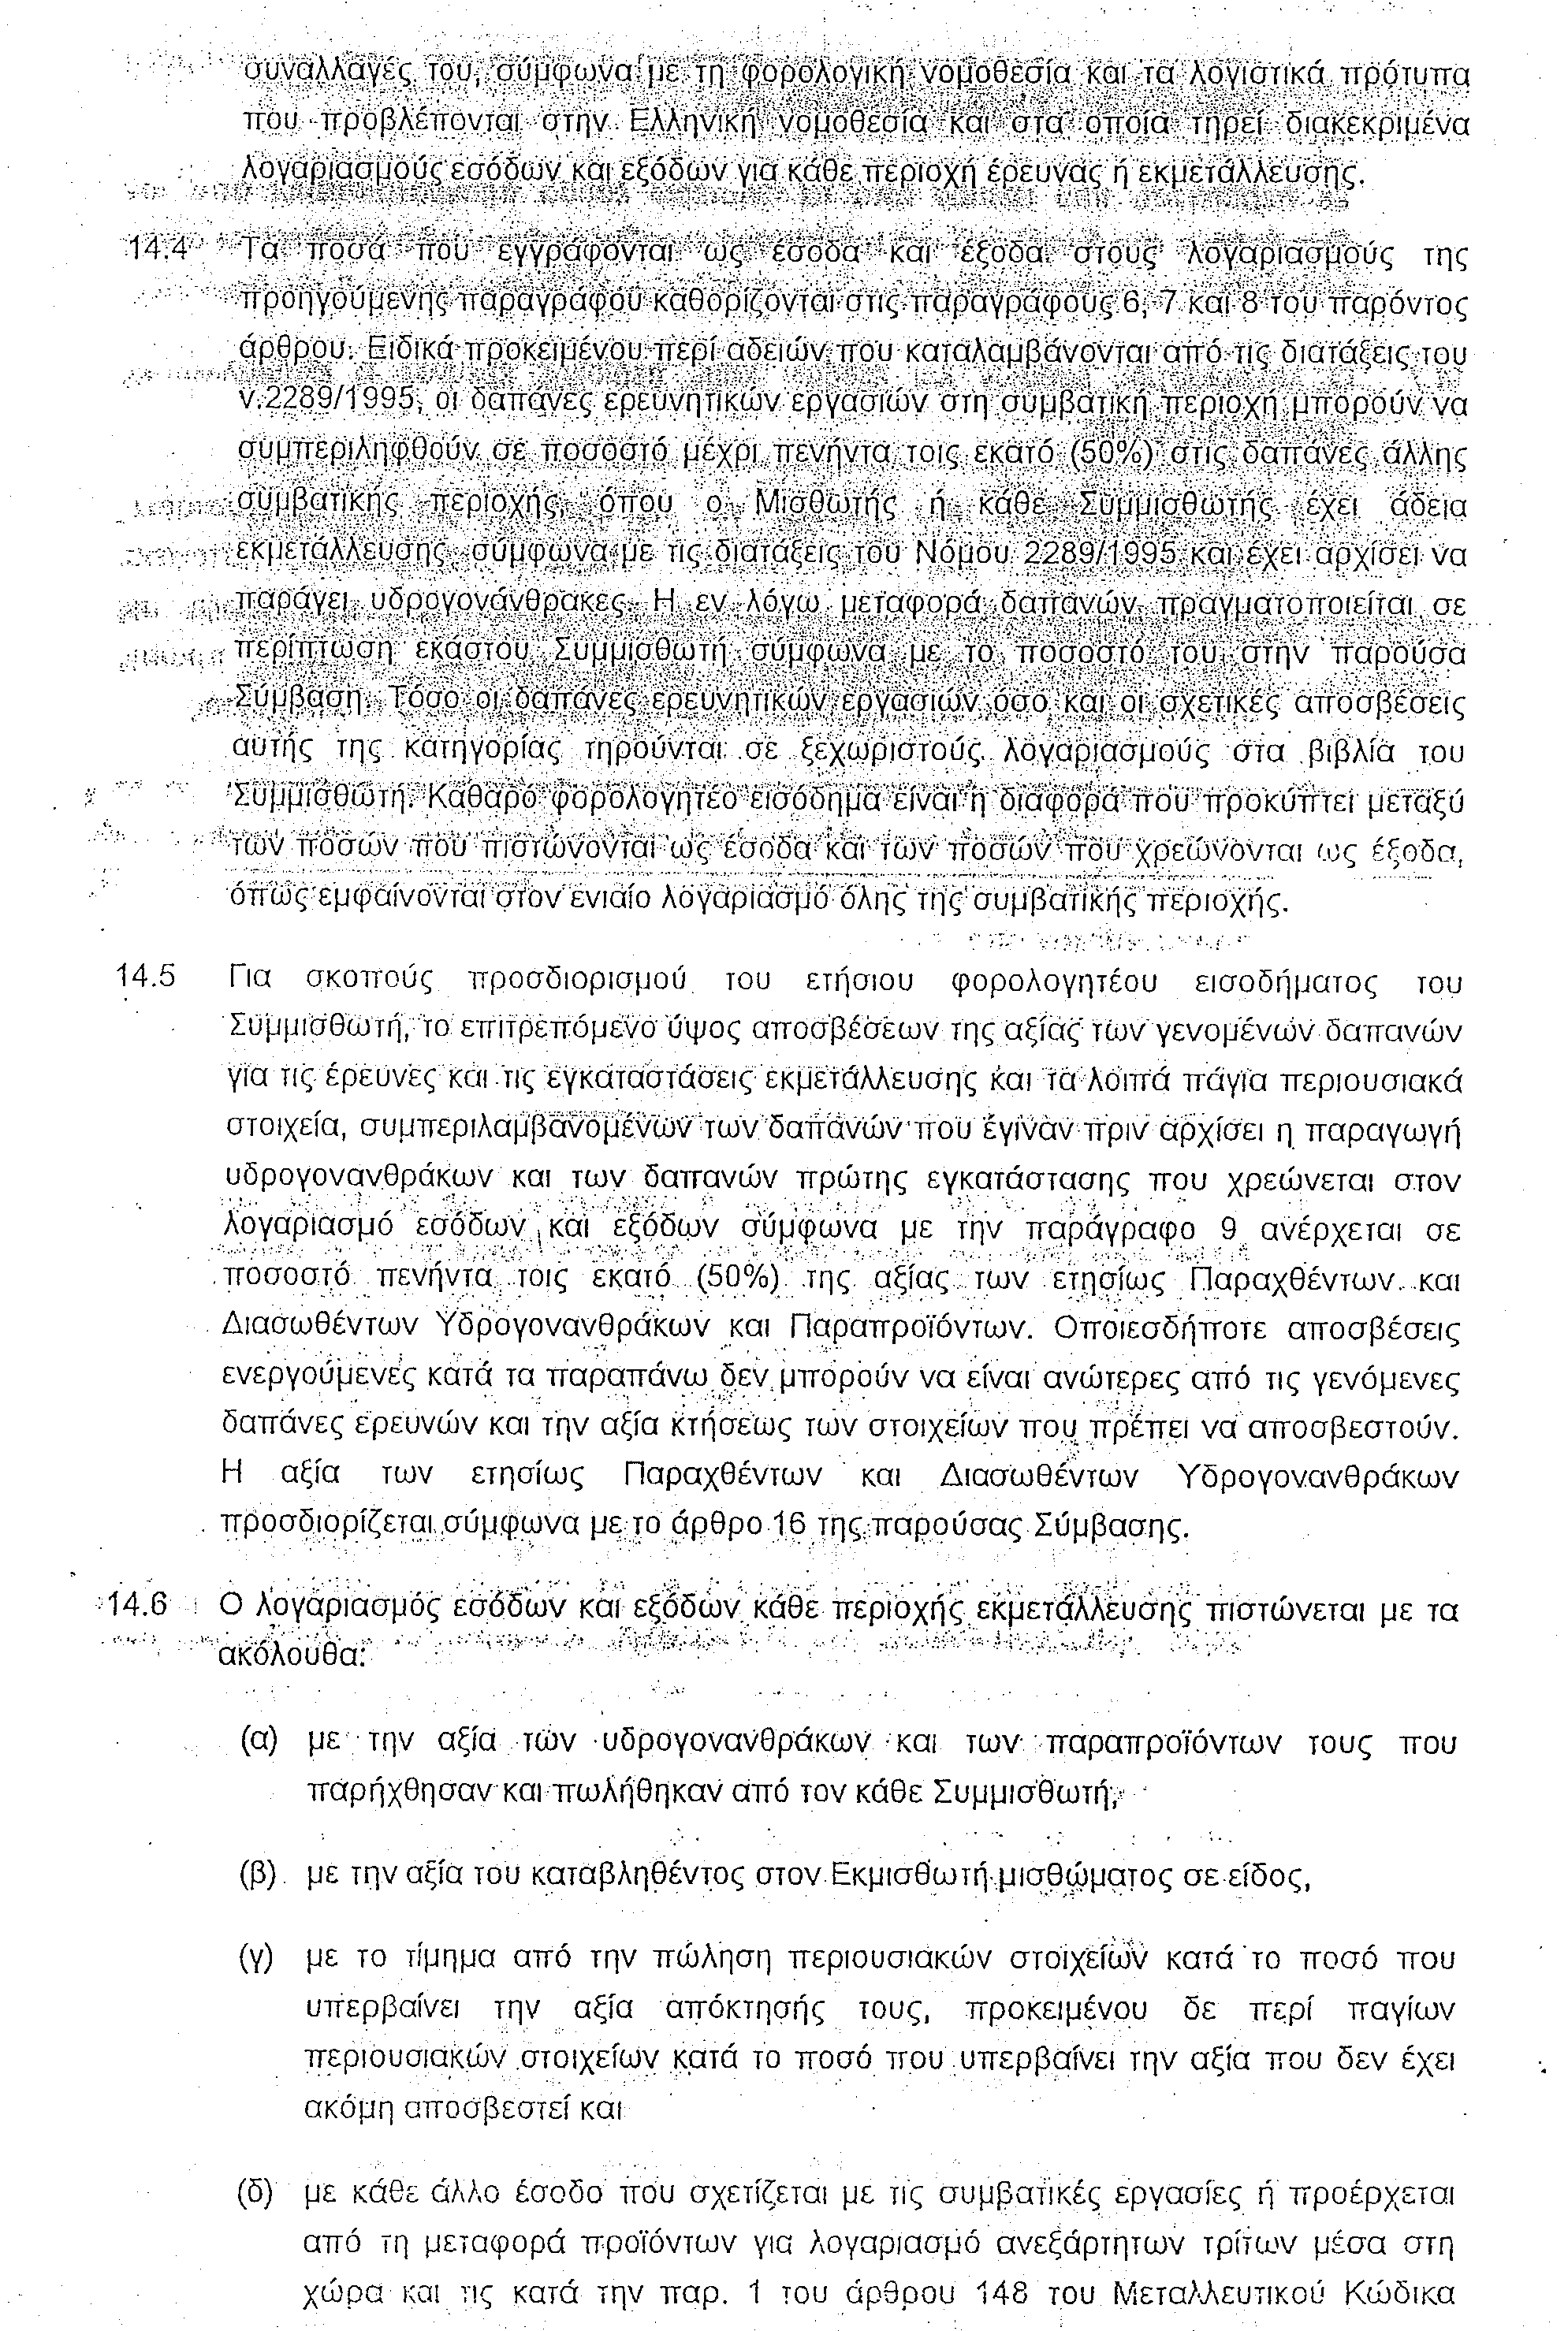 συναλλαγές του, σύμφωνα με τη φορολογική νομοθεσία και τα λογιστικά πρότυπα
που προβλέπονται στην Ελληνική νομοθεσία και στα οποία τηρεί διακεκριμένα
λογαριασμούς εσόδων και εξόδων για κάθε περιοχή έρευνας ή εκμετάλλευσης.
14.4 Τα ποσά που εγγράφονται ως έσοδα και έξοδα στους λογαριασμούς της
προηγούμενης παραγράφου καθορίζονται στις παραγράφους 6, 7 και 8 του παρόντος
άρθρου. Ειδικά προκειμένου περί αδειών που καταλαμβάνονται από τις διατάξεις του
ν.2289/1995, οι δαπάνες ερευνητικών εργασιών στη συμβατική περιοχή μπορούν να
συμπεριληφθούν σε ποσοστό μέχρι πενήντα τοις εκατό (50%) στις δαπάνες άλλης
συμβατικής περιοχής, όπου ο Μισθωτής ή κάθε Συμμισθωτής έχει άδεια
εκμετάλλευσης σύμφωνα με τις διατάξεις του Νόμου 2289/1995 και έχει αρχίσει να
παράγει υδρογονάνθρακες. Η εν λόγω μεταφορά δαπανών πραγματοποιείται σε
περίπτωση εκάστου Συμμισθωτή σύμφωνα με το ποσοστό του στην παρούσα
Σύμβαση. Τόσο οι δαπάνες ερευνητικών εργασιών όσο και οι σχετικές αποσβέσεις
αυτής της κατηγορίας τηρούνται σε ξεχωριστούς λογαριασμούς στα βιβλία του
Συμμισθωτή. Καθαρό φορολογητέο εισόδημα είναι η διαφορά που προκύπτει μεταξύ
των ποσών που πιστώνονται ως έσοδα και των ποσών που χρεώνονται ως έξοδα,
όπως εμφαίνονται στον ενιαίο λογαριασμό όλης της συμβατικής περιοχής.
14.5 Για σκοπούς προσδιορισμού του ετήσιου φορολογητέου εισοδήματος του
Συμμισθωτή, το επιτρεπόμενο ύψος αποσβέσεων της αξίας των γενομένων δαπανών
για τις έρευνες και τις εγκαταστάσεις εκμετάλλευσης και τα λοιπά πάγια περιουσιακά
στοιχεία, συμπεριλαμβανομένων των δαπανών που έγιναν πριν αρχίσει η παραγωγή
υδρογονανθράκων και των δαπανών πρώτης εγκατάστασης που χρεώνεται στον
λογαριασμό εσόδων και εξόδων σύμφωνα με την παράγραφο 9 ανέρχεται σε
ποσοστό πενήντα τοις εκατό (50%) της αξίας των ετησίως Παραχθέντων και
Διασωθέντων Υδρογονανθράκων και Παραπροϊόντων. Οποιεσδήποτε αποσβέσεις
ενεργούμενες κατά τα παραπάνω δεν μπορούν να είναι ανώτερες από τις γενόμενες
δαπάνες ερευνών και την αξία κτήσεως των στοιχείων που πρέπει να αποσβεστούν.
Η αξία των ετησίως Παραχθέντων και Διασωθέντων Υδρογονανθράκων
προσδιορίζεται σύμφωνα με το άρθρο 16 της παρούσας Σύμβασης.
14.6 Ο λογαριασμός εσόδων και εξόδων κάθε περιοχής εκμετάλλευσης πιστώνεται με τα
ακόλουθα:
(α) με την αξία των υδρογονανθράκων και των παραπροϊόντων τους που
παρήχθησαν και πωλήθηκαν από τον κάθε Συμμισθωτή,
(β) με την αξία του καταβληθέντος στον Εκμισθωτή μισθώματος σε είδος,
(γ) με το τίμημα από την πώληση περιουσιακών στοιχείων κατά το ποσό που
υπερβαίνει την αξία απόκτησής τους, προκειμένου δε περί παγίων
περιουσιακών στοιχείων κατά το ποσό που υπερβαίνει την αξία που δεν έχει
ακόμη αποσβεστεί και
(δ) με κάθε άλλο έσοδο που σχετίζεται με τις συμβατικές εργασίες ή προέρχεται
από τη μεταφορά προϊόντων για λογαριασμό ανεξάρτητων τρίτων μέσα στη
χώρα και τις κατά την παρ. 1 του άρθρου 148 του Μεταλλευτικού Κώδικα